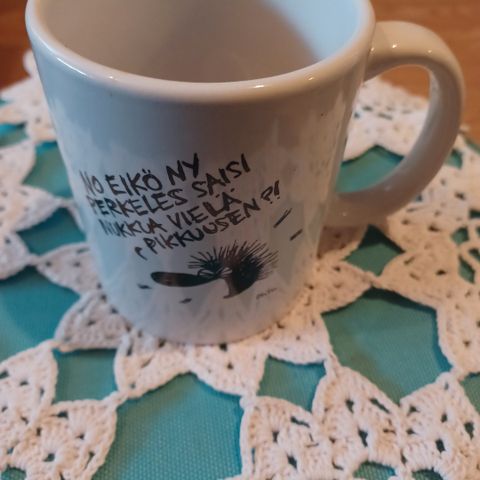 NO EIKÖ NY
PERKELES SAISI
NUKKUA VIELÄ
PIKKUUSEN?!